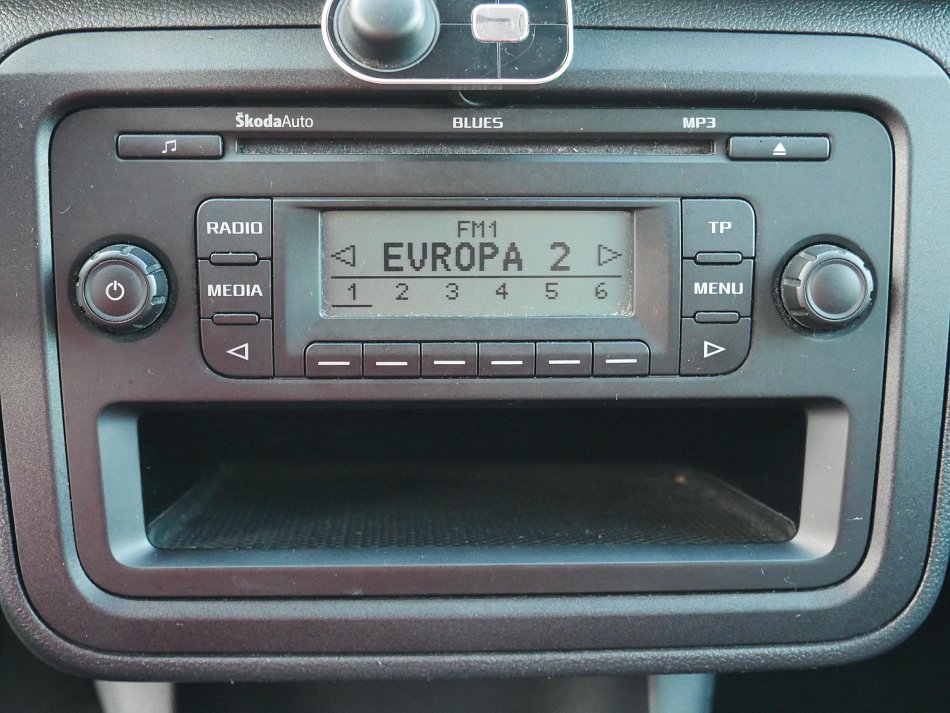 ŠkodaAuto BLUES MP3
RADIO
MEDIA
FM1
EVROPA 2
1 2 3 4 5 6
TP
MENU